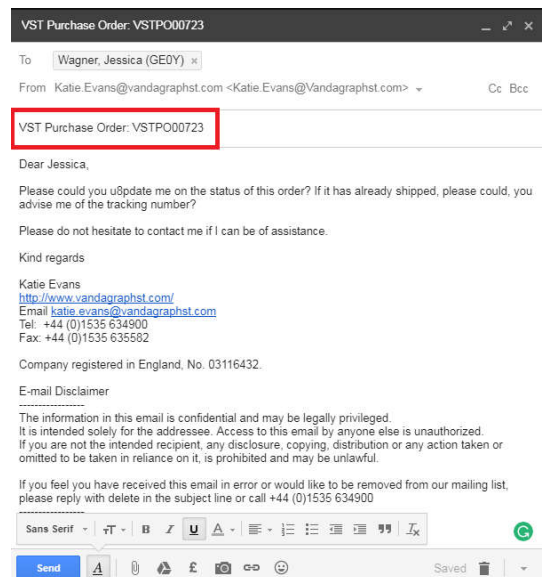 VST Purchase Order: VSTPO00723
To Wagner, Jessica (GE0Y) ×
From Katie.Evans@vandagraphst.com <Katie.Evans@Vandagraphst.com> Cc Bcc
VST Purchase Order: VSTPO00723
Dear Jessica,
Please could you u8pdate me on the status of this order? If it has already shipped, please could, you
advise me of the tracking number?
Please do not hesitate to contact me if I can be of assistance.
Kind regards
Katie Evans
http://www.vandagraphst.com/
Email katie.evans@vandagraphst.com
Tel: +44 (0)1535 634900
Fax: +44 (0)1535 635582
Company registered in England, No. 03116432.
E-mail Disclaimer
-----------------
The information in this email is confidential and may be legally privileged.
It is intended solely for the addressee. Access to this email by anyone else is unauthorized.
If you are not the intended recipient, any disclosure, copying, distribution or any action taken or
omitted to be taken in reliance on it, is prohibited and may be unlawful.
If you feel you have received this email in error or would like to be removed from our mailing list,
please reply with delete in the subject line or call +44 (0)1535 634900
-----------------
Sans Serif B I U A
Send A £ Saved